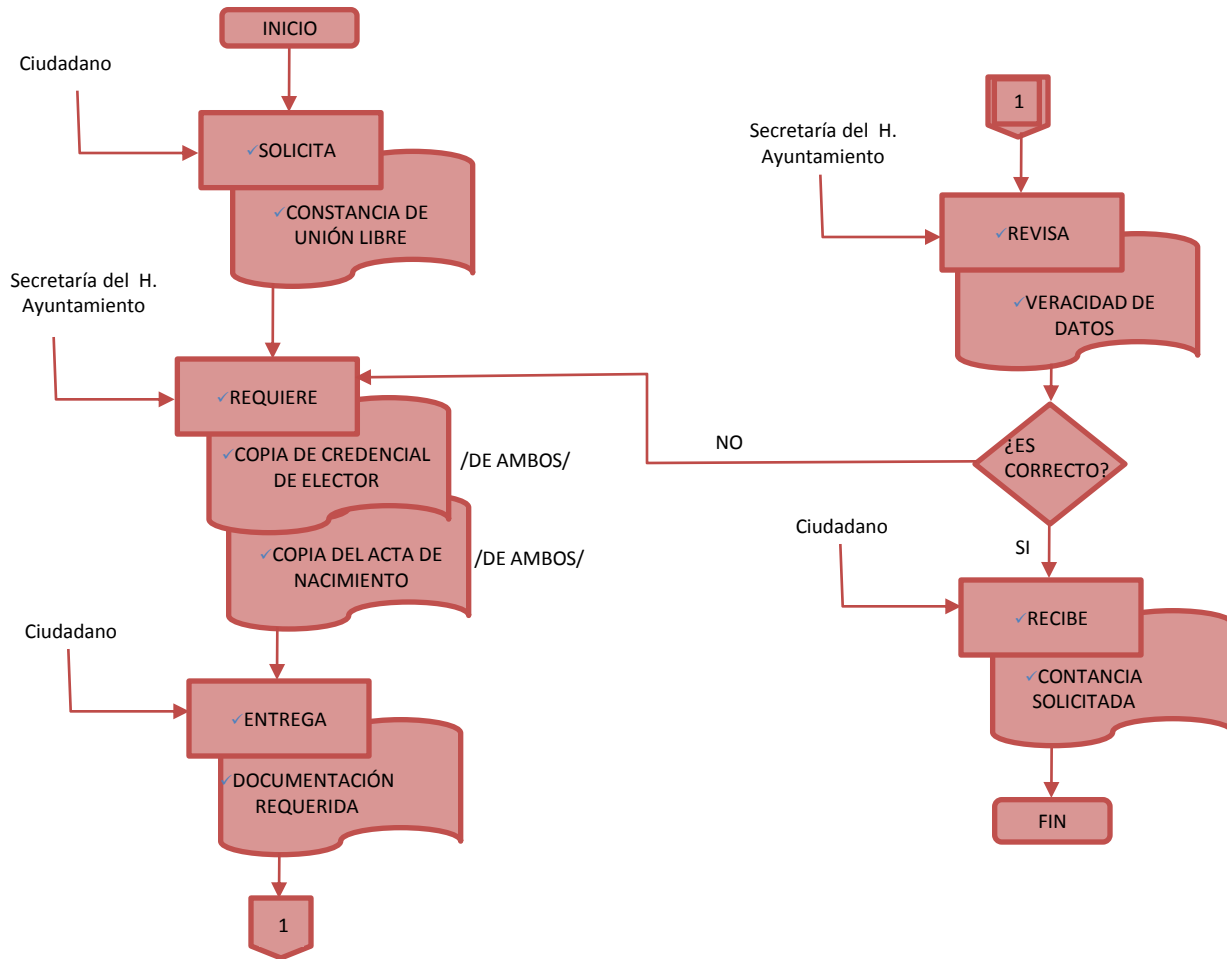 INICIO
Ciudadano
✓SOLICITA
✓CONSTANCIA DE
UNIÓN LIBRE
Secretaría del H.
Ayuntamiento
✓REQUIERE
✓COPIA DE CREDENCIAL
DE ELECTOR
/DE AMBOS/
✓COPIA DEL ACTA DE
NACIMIENTO
/DE AMBOS/
Ciudadano
✓ENTREGA
✓DOCUMENTACIÓN
REQUERIDA
1
1
Secretaría del H.
Ayuntamiento
✓REVISA
✓VERACIDAD DE
DATOS
¿ES
CORRECTO?
NO
SI
Ciudadano
✓RECIBE
✓CONTANCIA
SOLICITADA
FIN